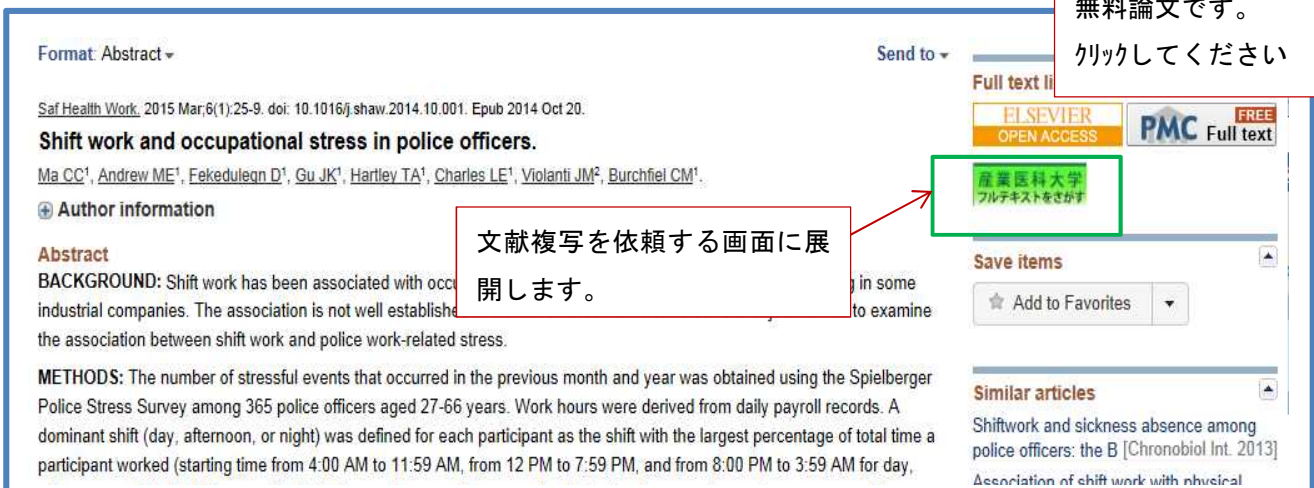 無料論文です。
ｸﾘｯｸしてください
Format: Abstract
Send to
Saf Health Work. 2015 Mar;6(1):25-9. doi: 10.1016/j.shaw.2014.10.001. Epub 2014 Oct 20.
Shift work and occupational stress in police officers.
Ma CC¹, Andrew ME¹, Fekedulegn D¹, Gu JK¹, Hartley TA¹, Charles LE¹, Violanti JM², Burchfiel CM¹.
Author information
Abstract
BACKGROUND: Shift work has been associated with in some
industrial companies. The association is not well to examine
the association between shift work and police work-related stress.
METHODS: The number of stressful events that occurred in the previous month and year was obtained using the Spielberger
Police Stress Survey among 365 police officers aged 27-66 years. Work hours were derived from daily payroll records. A
dominant shift (day, afternoon, or night) was defined for each participant as the shift with the largest percentage of total time a
participant worked (starting time from 4:00 AM to 11:59 AM, from 12 PM to 7:59 PM, and from 8:00 PM to 3:59 AM for day,
文献複写を依頼する画面に展
開します。
Full text
ELSEVIER
OPEN ACCESS
PMC FREE
Full text
産業医科大学
フルテキストをさがす
Save items
Add to Favorites
Similar articles
Shiftwork and sickness absence among
police officers: the B [Chronobiol Int. 2013]
Association of shift work with physical